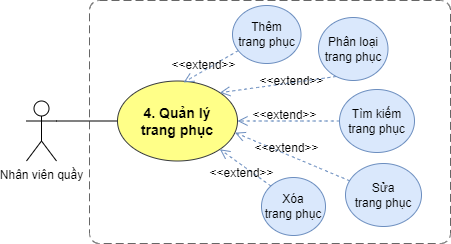 Thêm
trang phục
Phân loại
trang phục
<<extend>>
<<extend>>
4. Quản lý
trang phục
<<extend>>
Tìm kiếm
trang phục
<<extend>>
<<extend>>
Nhân viên quầy
Xóa
trang phục
Sửa
trang phục